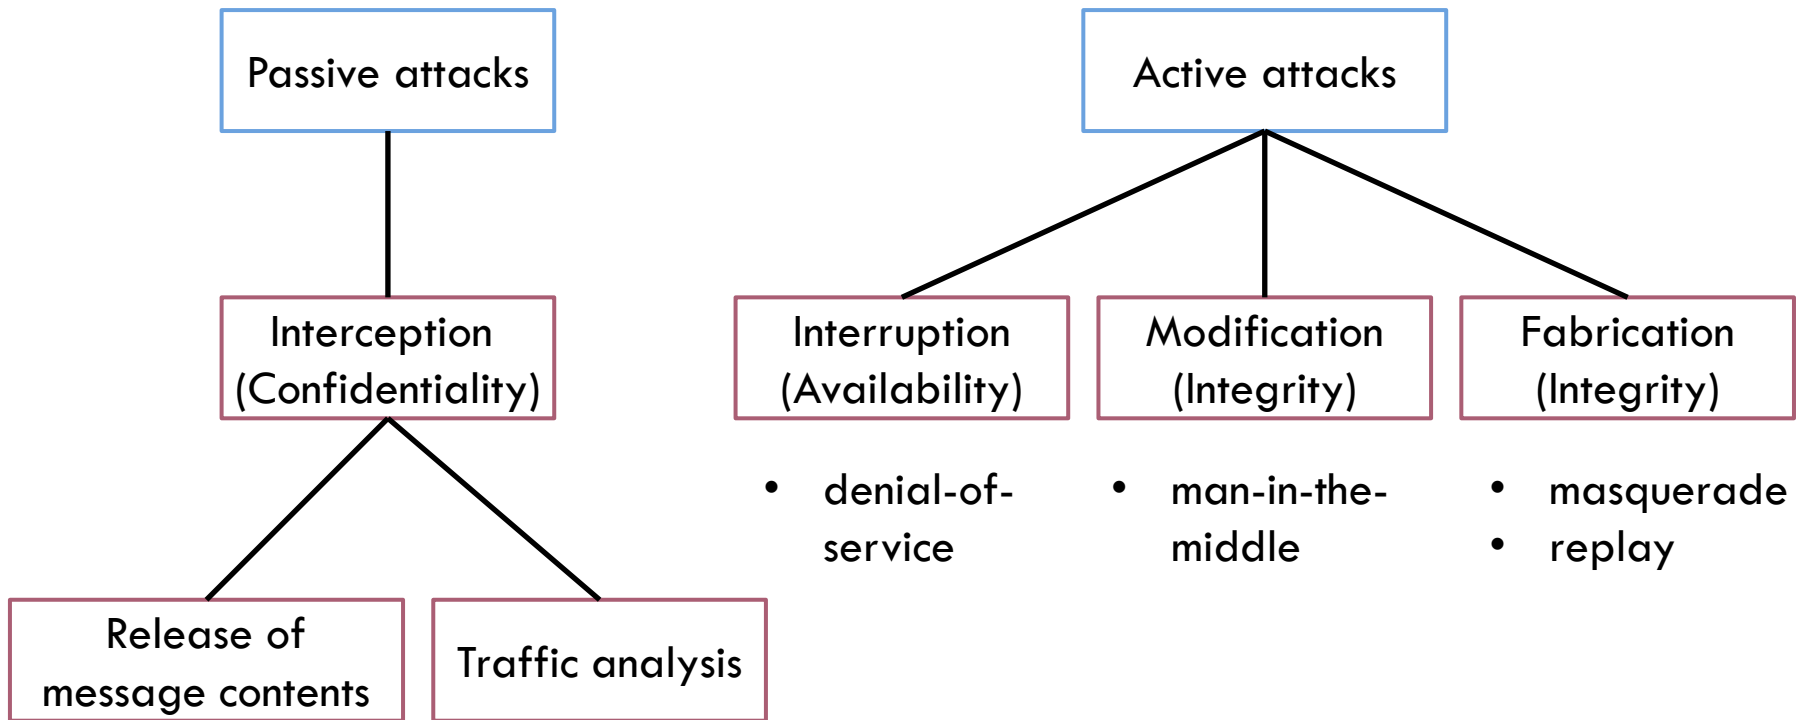 Passive attacks
Active attacks
Interception
(Confidentiality)
Interruption
(Availability)
Modification
(Integrity)
Fabrication
(Integrity)
• denial-of-
service
• man-in-the-
middle
• masquerade
• replay
Release of
message contents
Traffic analysis